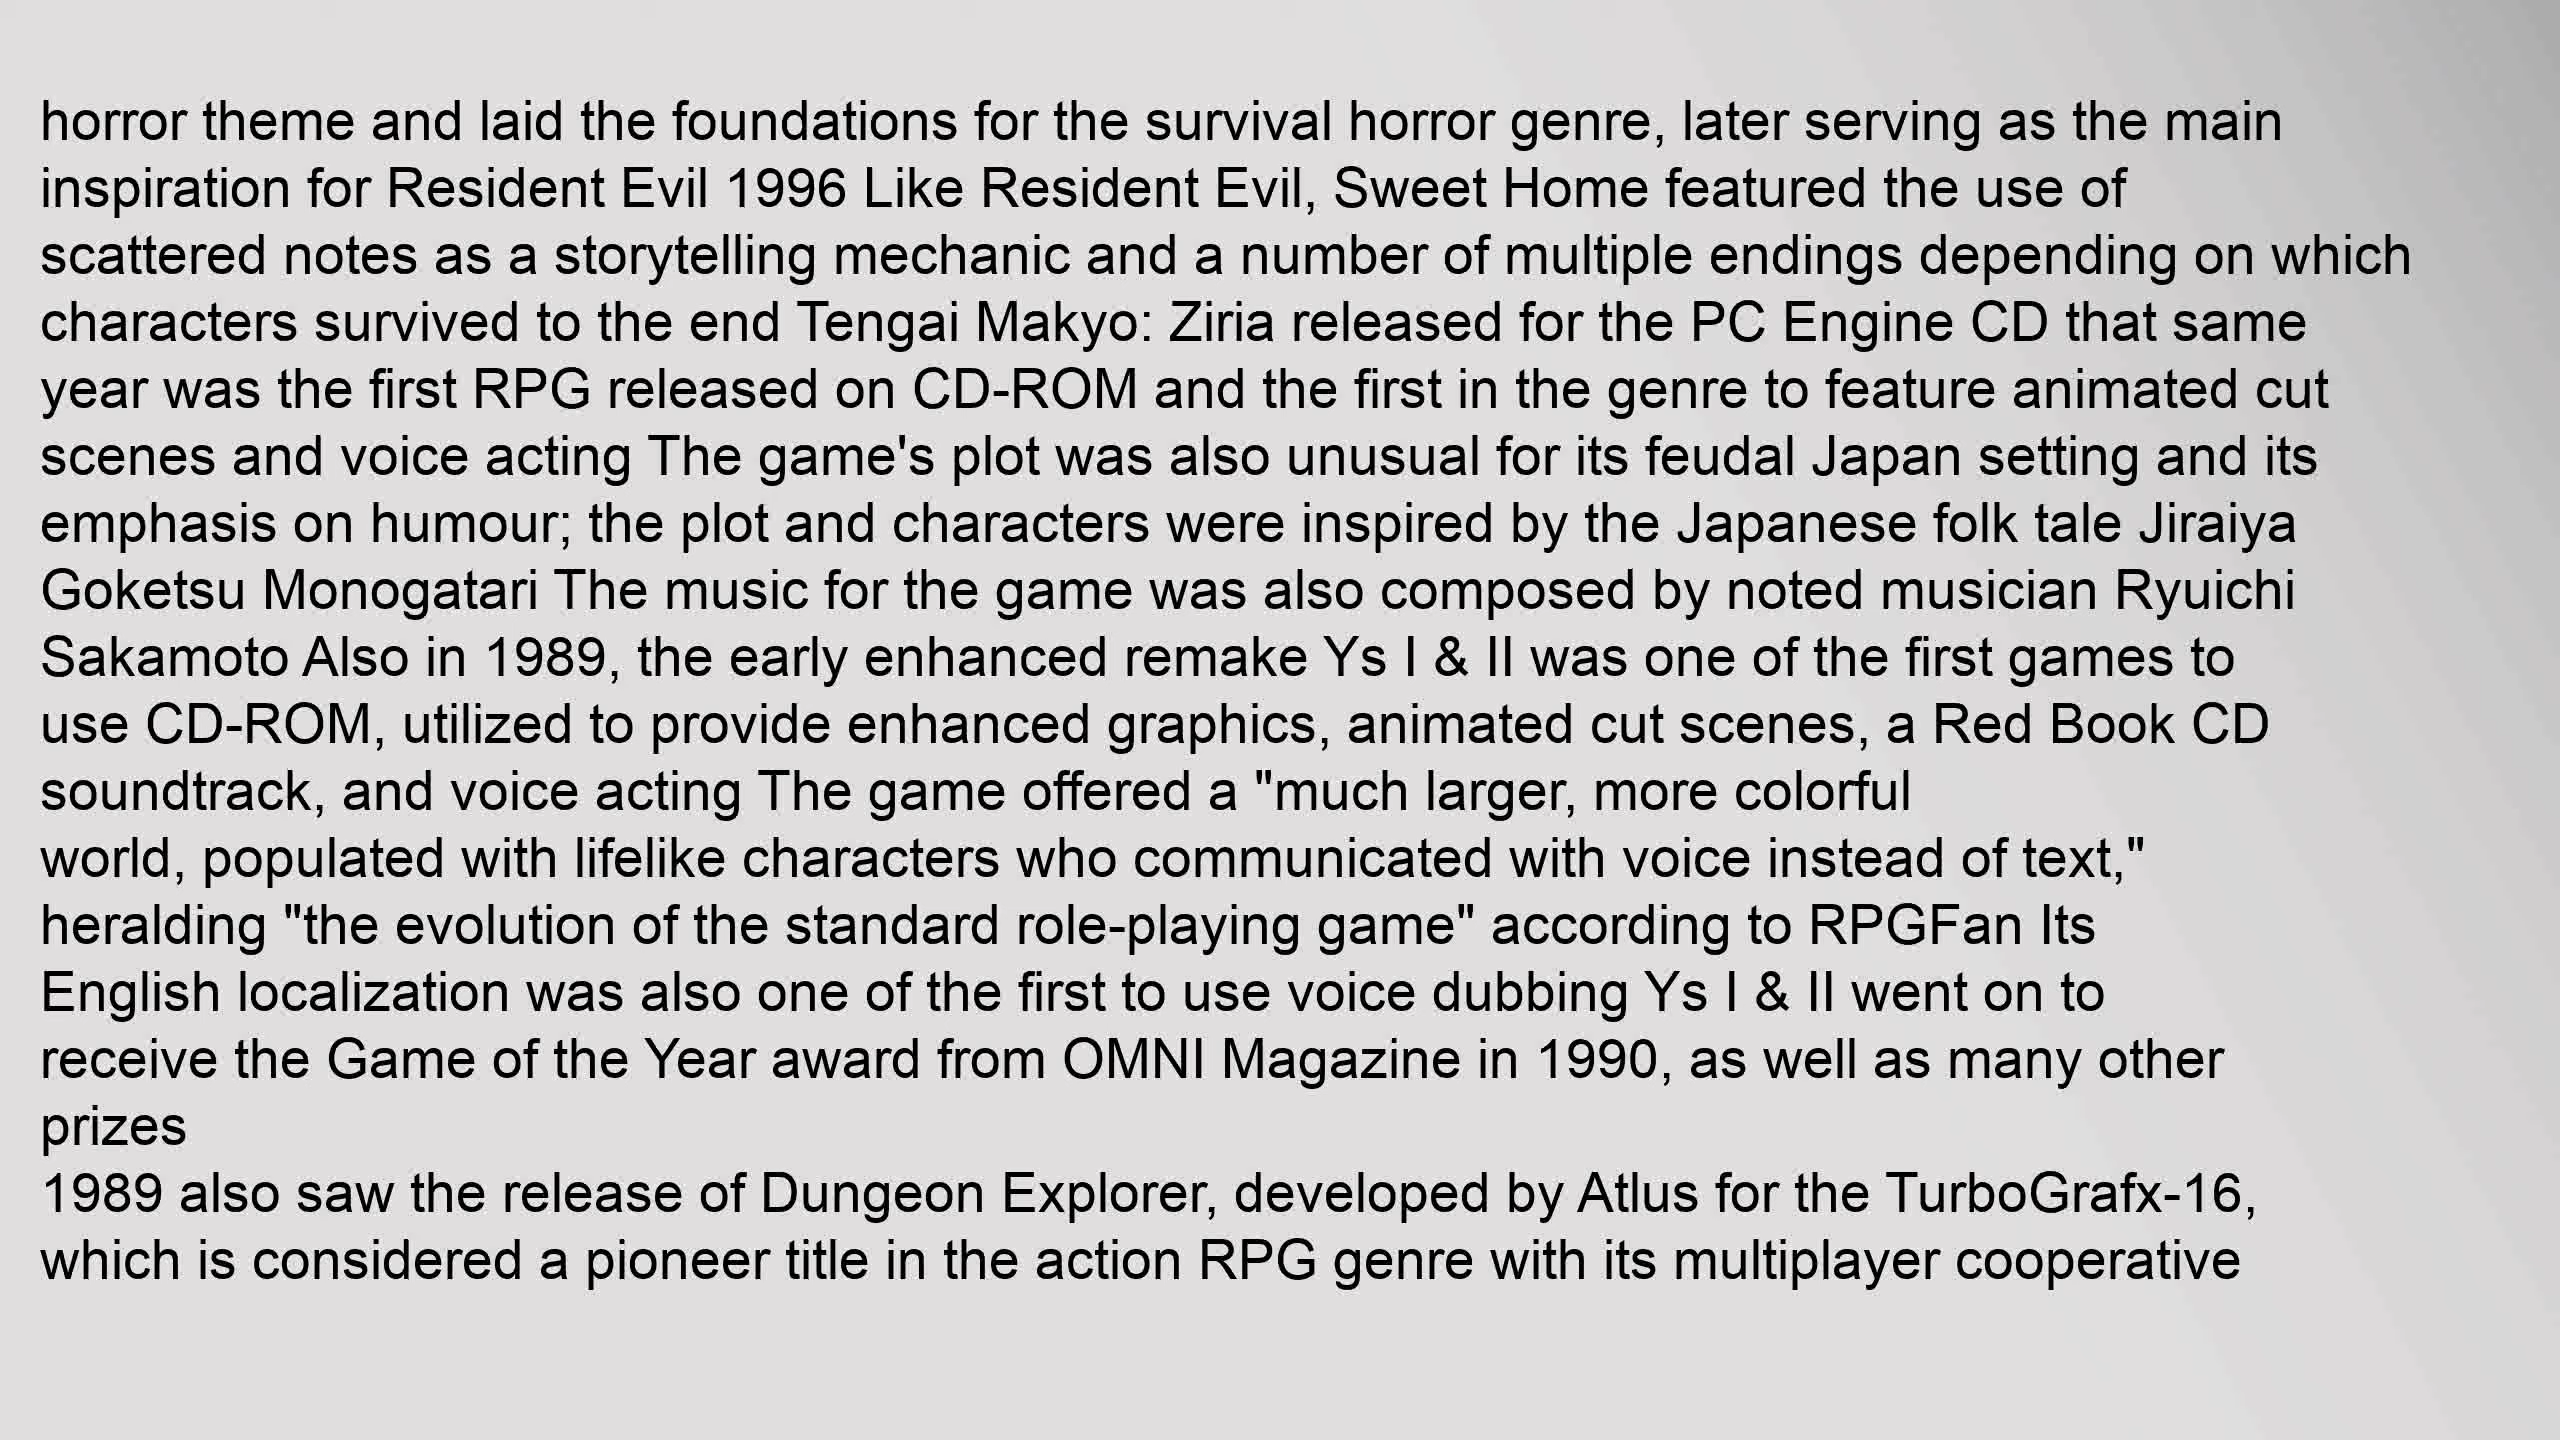 horror theme and laid the foundations for the survival horror genre, later serving as the main
inspiration for Resident Evil 1996 Like Resident Evil, Sweet Home featured the use of
scattered notes as a storytelling mechanic and a number of multiple endings depending on which
characters survived to the end Tengai Makyo: Ziria released for the PC Engine CD that same
year was the first RPG released on CD-ROM and the first in the genre to feature animated cut
scenes and voice acting The game's plot was also unusual for its feudal Japan setting and its
emphasis on humour; the plot and characters were inspired by the Japanese folk tale Jiraiya
Goketsu Monogatari The music for the game was also composed by noted musician Ryuichi
Sakamoto Also in 1989, the early enhanced remake Ys I & II was one of the first games to
use CD-ROM, utilized to provide enhanced graphics, animated cut scenes, a Red Book CD
soundtrack, and voice acting The game offered a "much larger, more colorful
world, populated with lifelike characters who communicated with voice instead of text,"
heralding "the evolution of the standard role-playing game" according to RPGFan Its
English localization was also one of the first to use voice dubbing Ys I & II went on to
receive the Game of the Year award from OMNI Magazine in 1990, as well as many other
prizes
1989 also saw the release of Dungeon Explorer, developed by Atlus for the TurboGrafx-16,
which is considered a pioneer title in the action RPG genre with its multiplayer cooperative